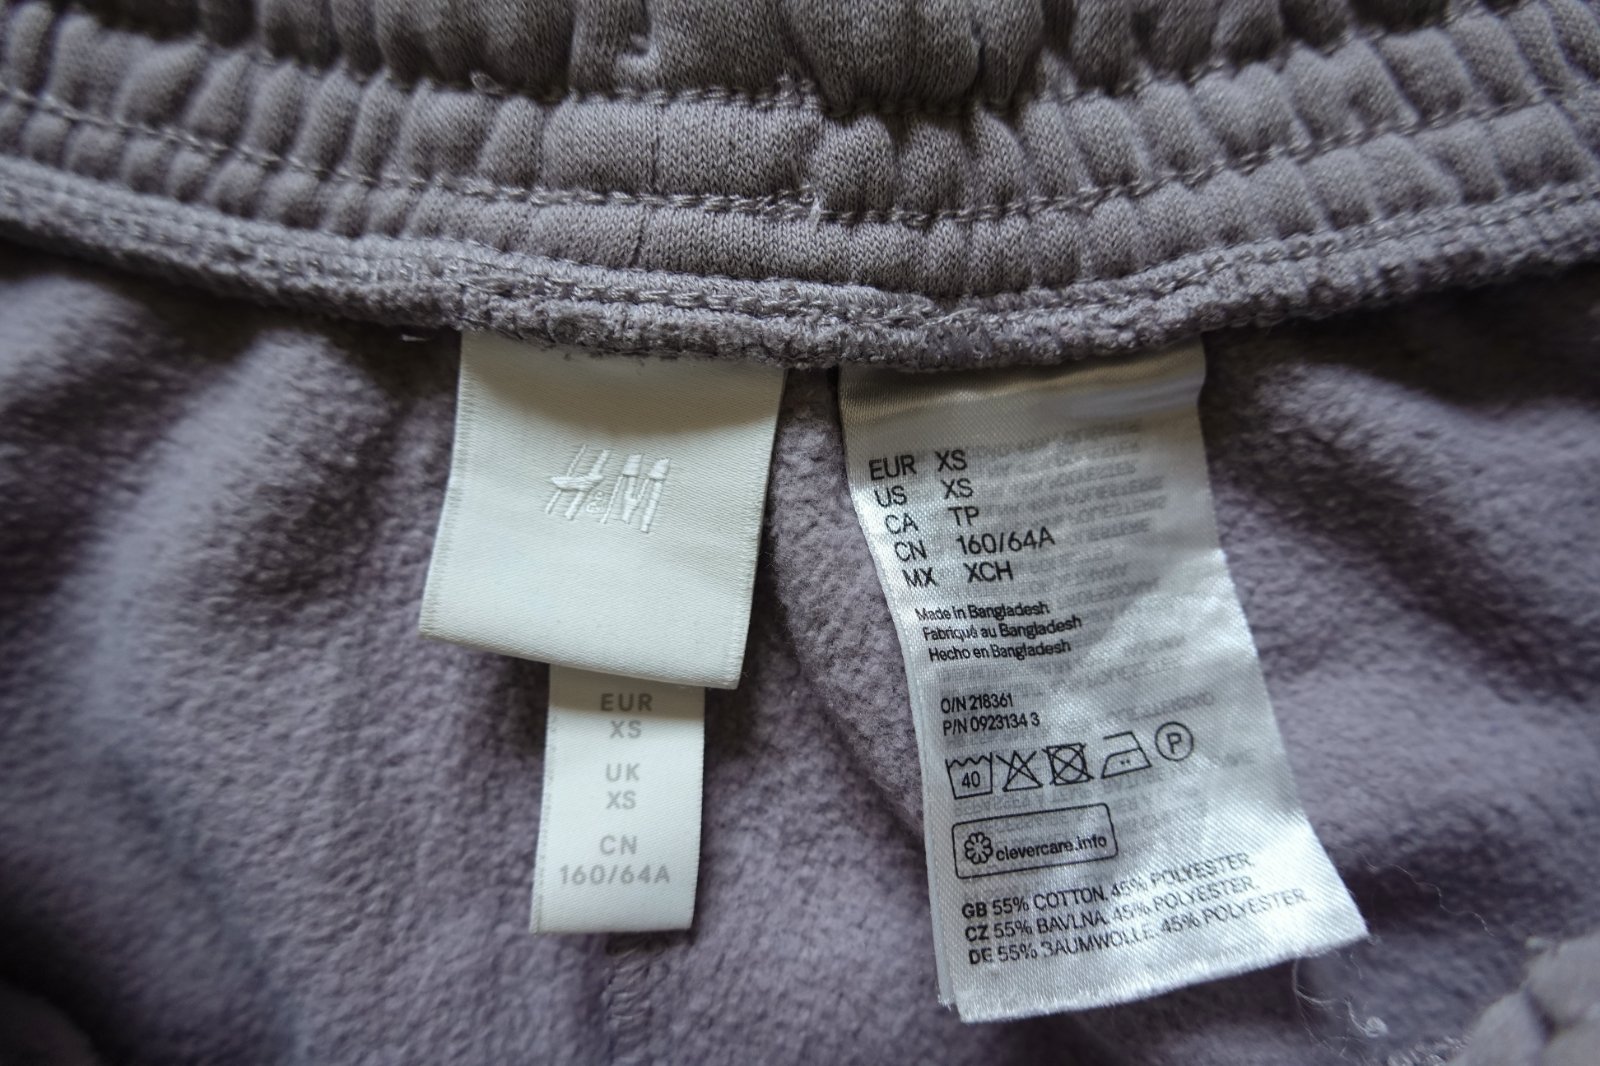 H&M
EUR
XS
UK
XS
CN
160/64A
EUR XS
US XS
CA TP
CN 160/64A
MX XCH
Made in Bangladesh
Fabriqué au Bangladesh
Hecho en Bangladesh
O/N 218361
P/N 0923134 3
40
P
clevercare.info
GB 55% COTTON. 45% POLYESTER.
CZ 55% BAVLNA. 45% POLYESTER.
DE 55% BAUMWOLLE. 45% POLYESTER.